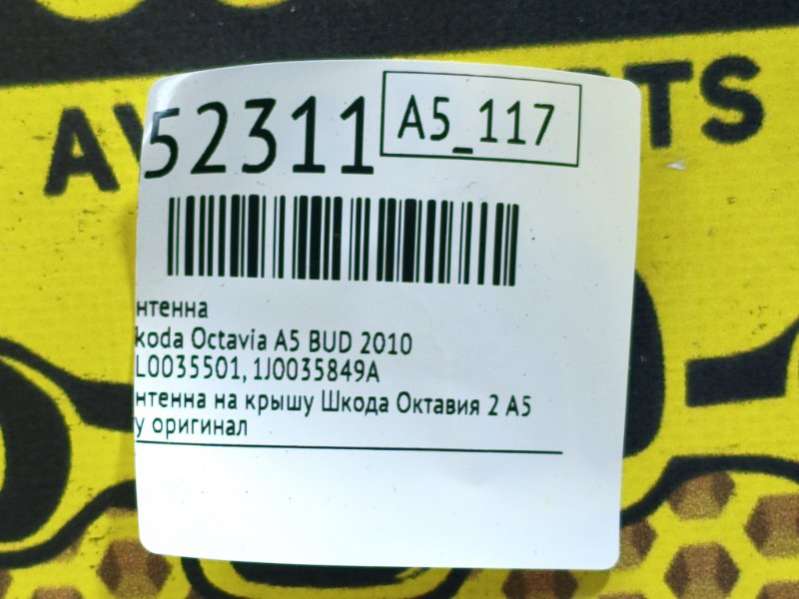 52311
A5_117
нтенна
koda Octavia A5 BUD 2010
L0035501, 1J0035849A
нтенна на крышу Шкода Октавия 2 A5
у оригинал